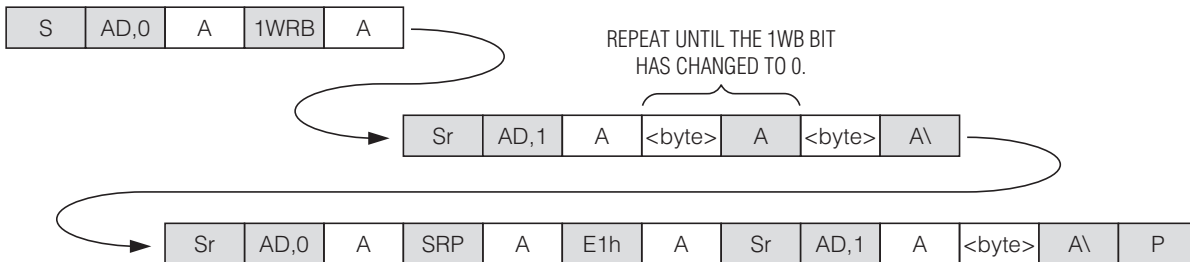 S AD,0 A 1WRB A
REPEAT UNTIL THE 1WB BIT
HAS CHANGED TO 0.
Sr AD,1 A <byte> A <byte> A\
Sr AD,0 A SRP A E1h A Sr AD,1 A <byte> A\ P